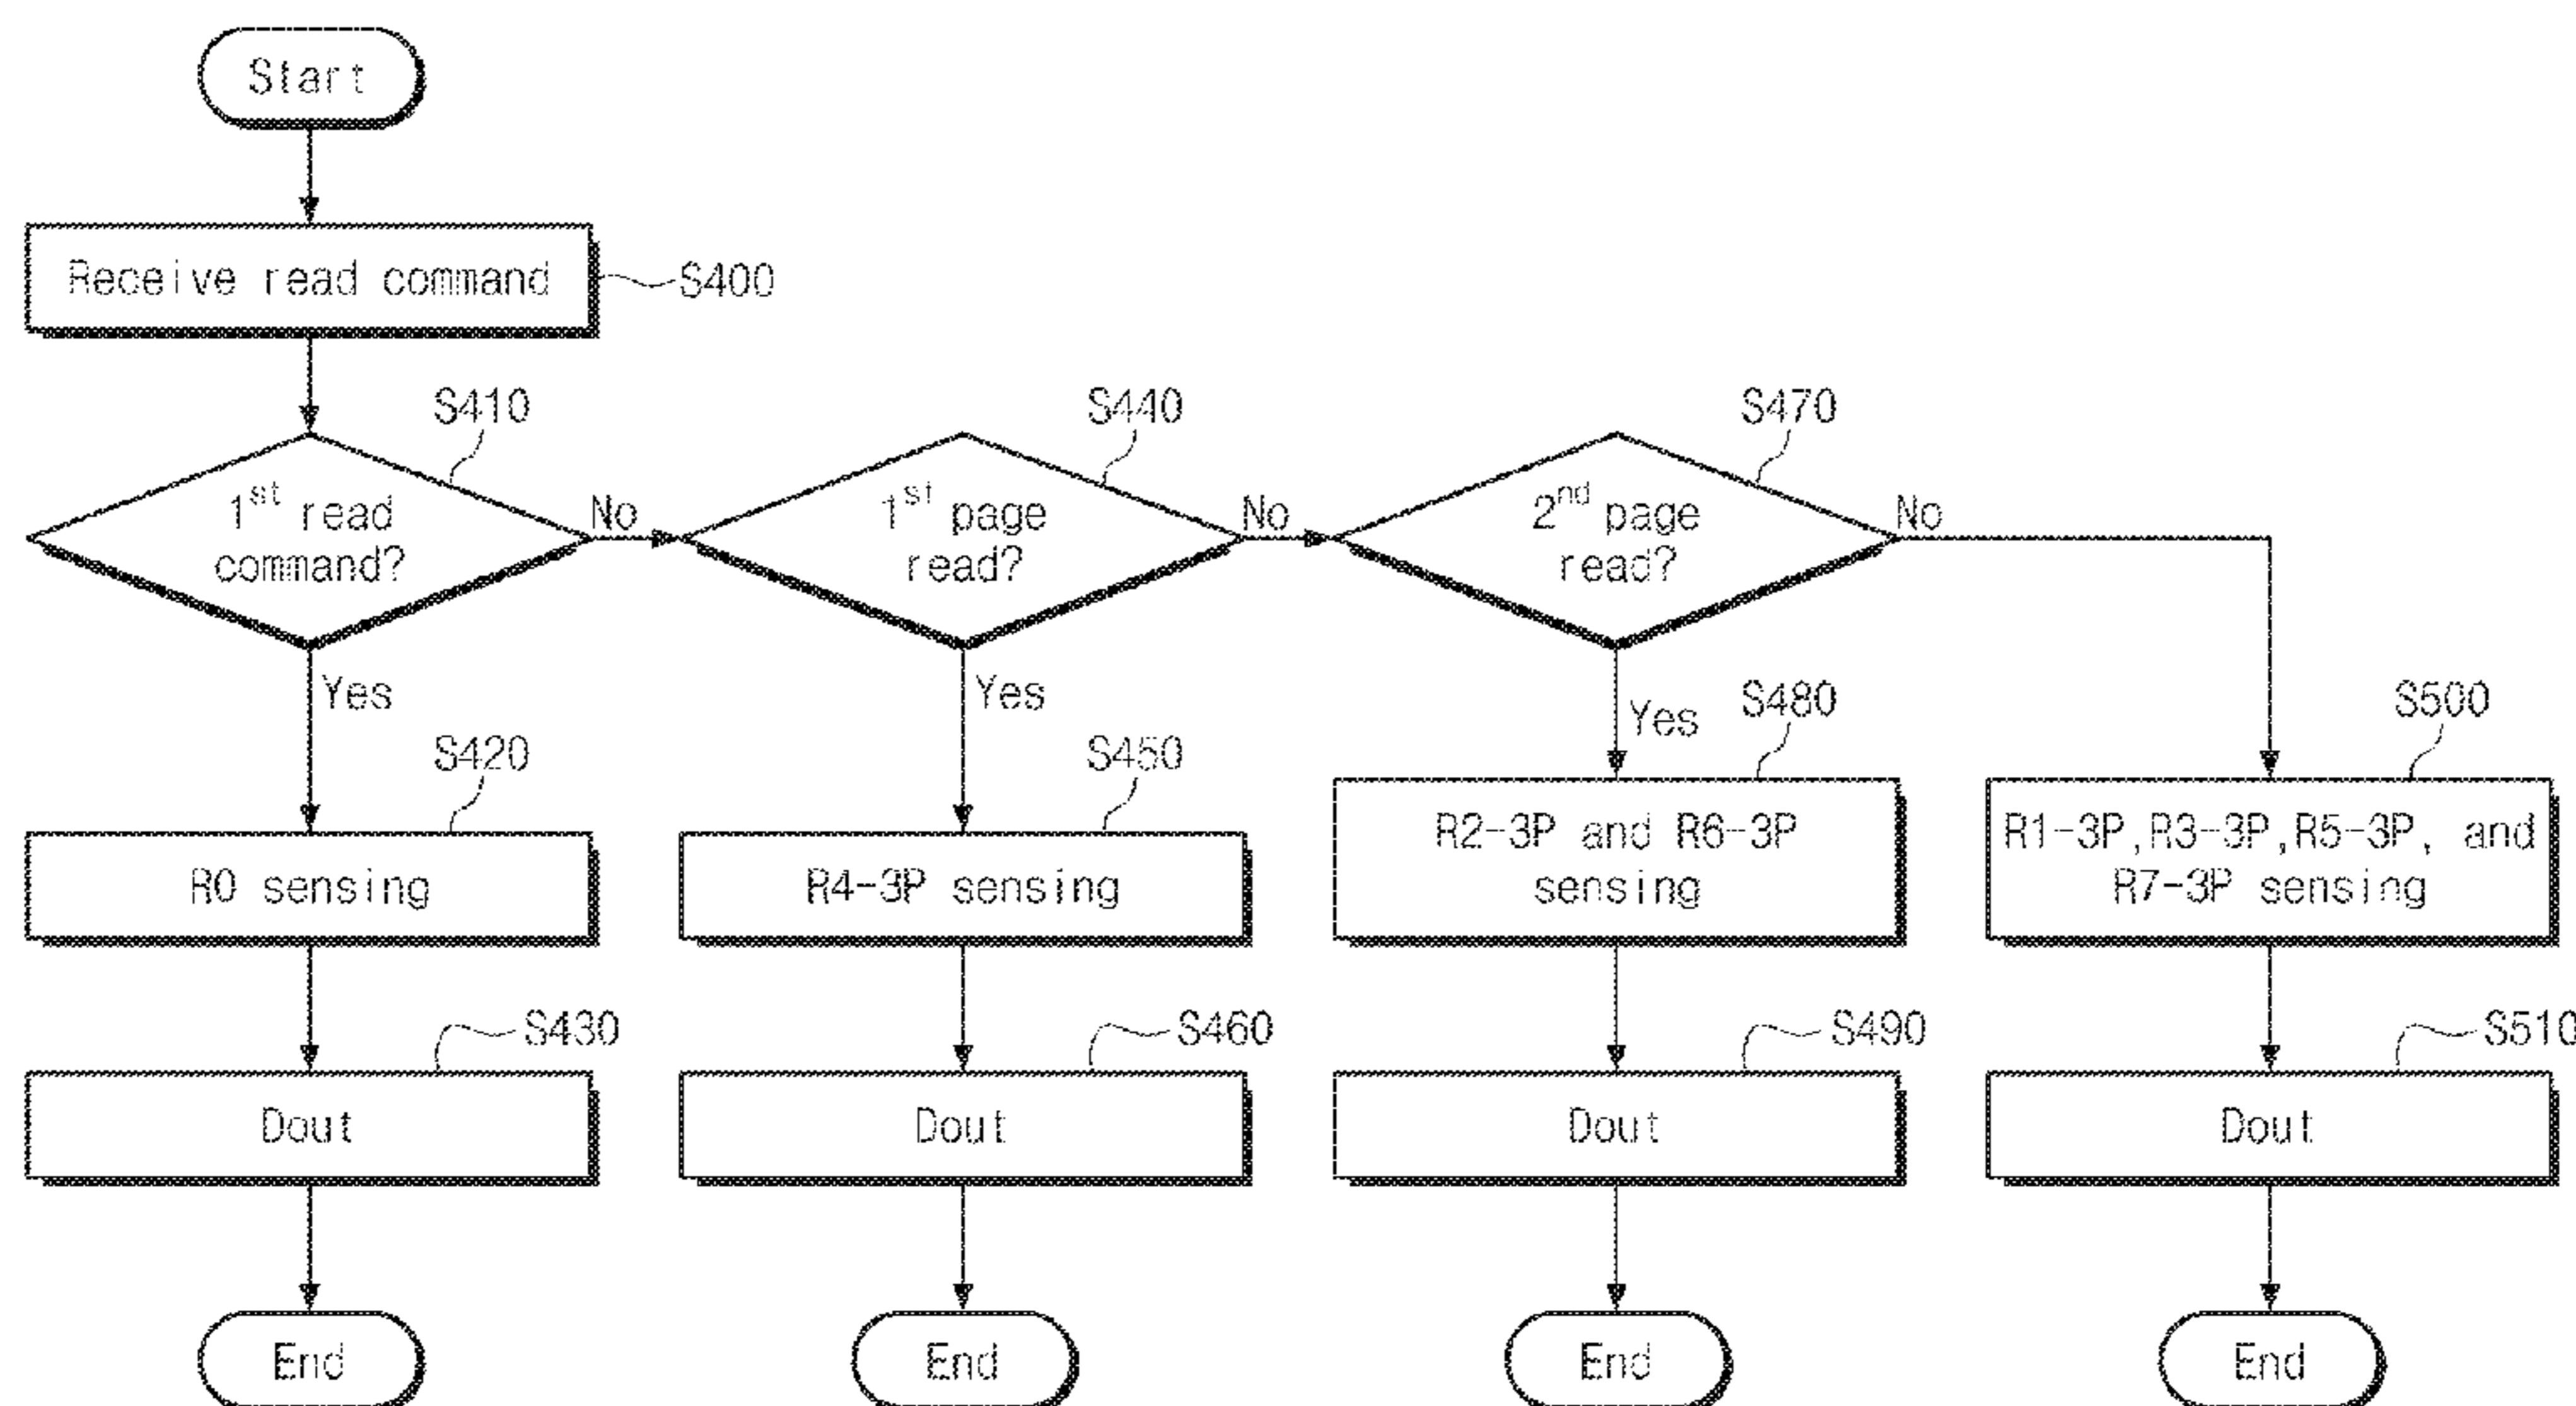 Start
Receive read command
S400
S410
1st read
command?
No
Yes
S440
1st page
read?
No
Yes
S470
2nd page
read?
No
Yes
S420
R0 sensing
S450
R4-3P sensing
S480
R2-3P and R6-3P
sensing
S500
R1-3P,R3-3P,R5-3P, and
R7-3P sensing
S430
Dout
S460
Dout
S490
Dout
S510
Dout
End
End
End
End